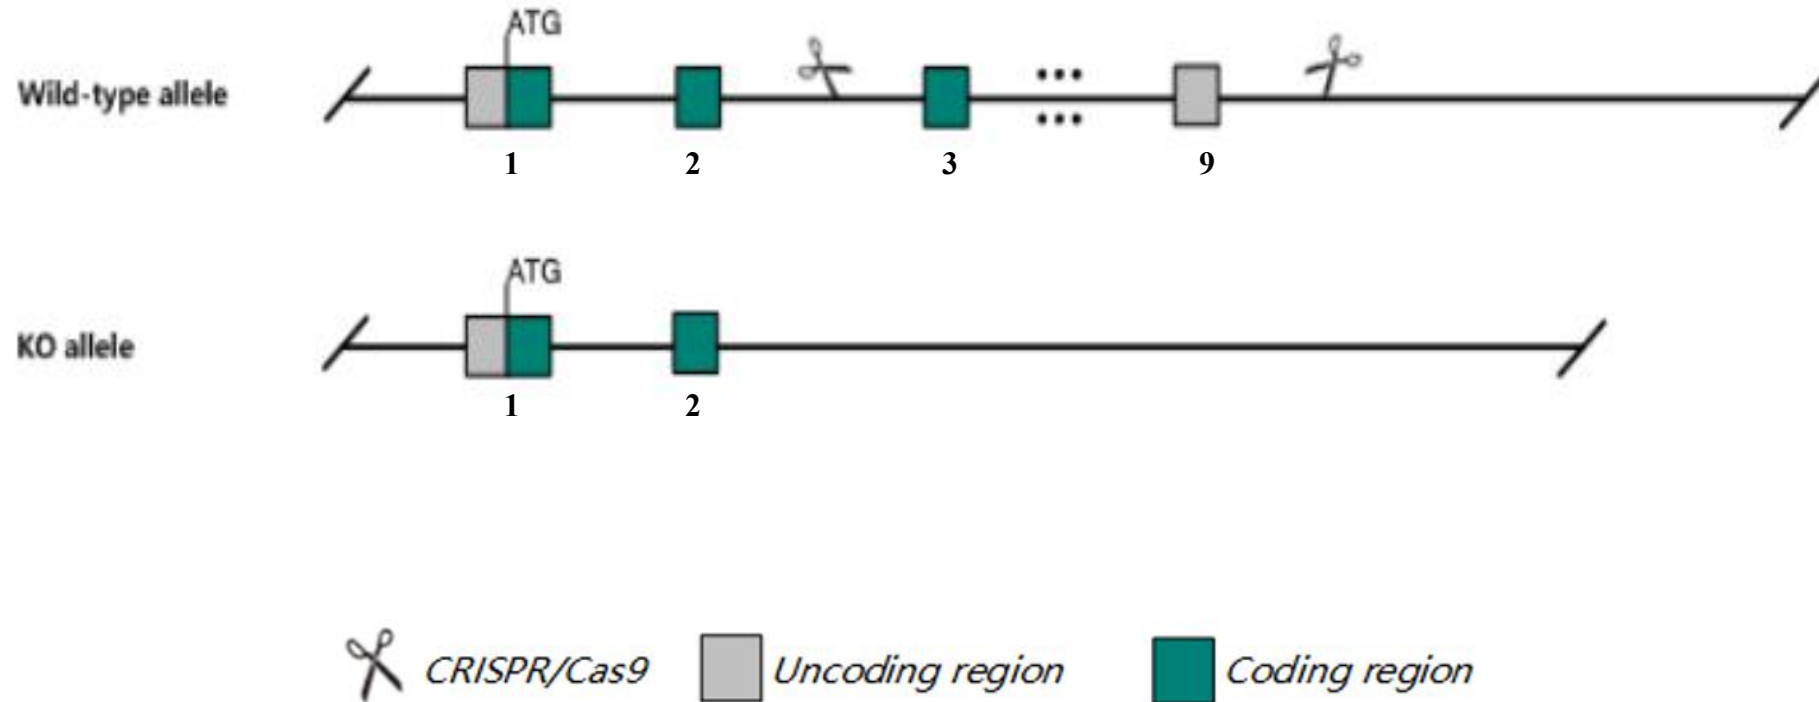 ATG
Wild-type allele
1 2 3 9
ATG
KO allele
1 2
CRISPR/Cas9 Uncoding region Coding region